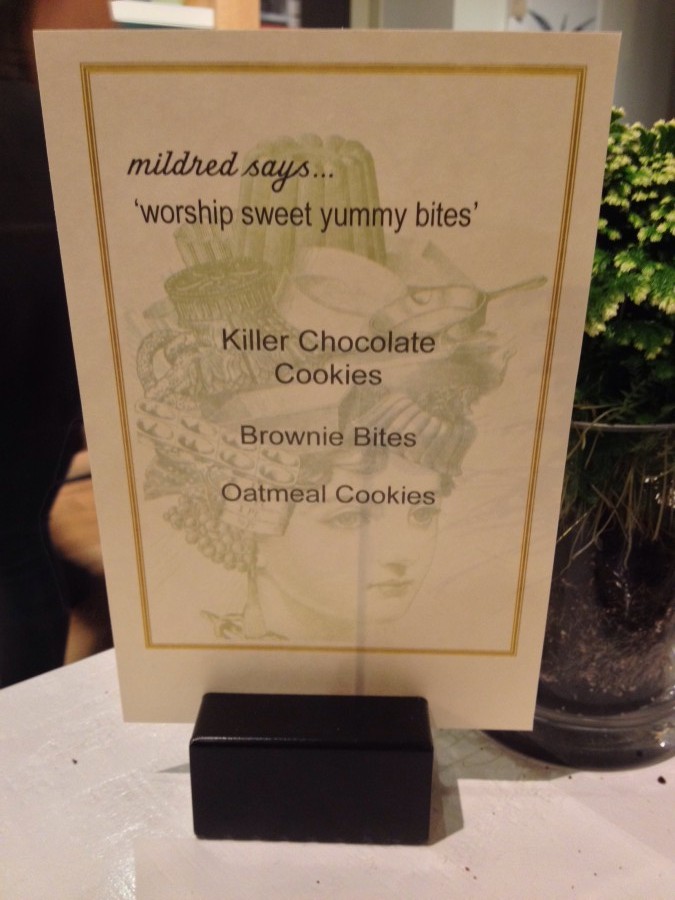 mildred says...
'worship sweet yummy bites'
Killer Chocolate
Cookies
Brownie Bites
Oatmeal Cookies